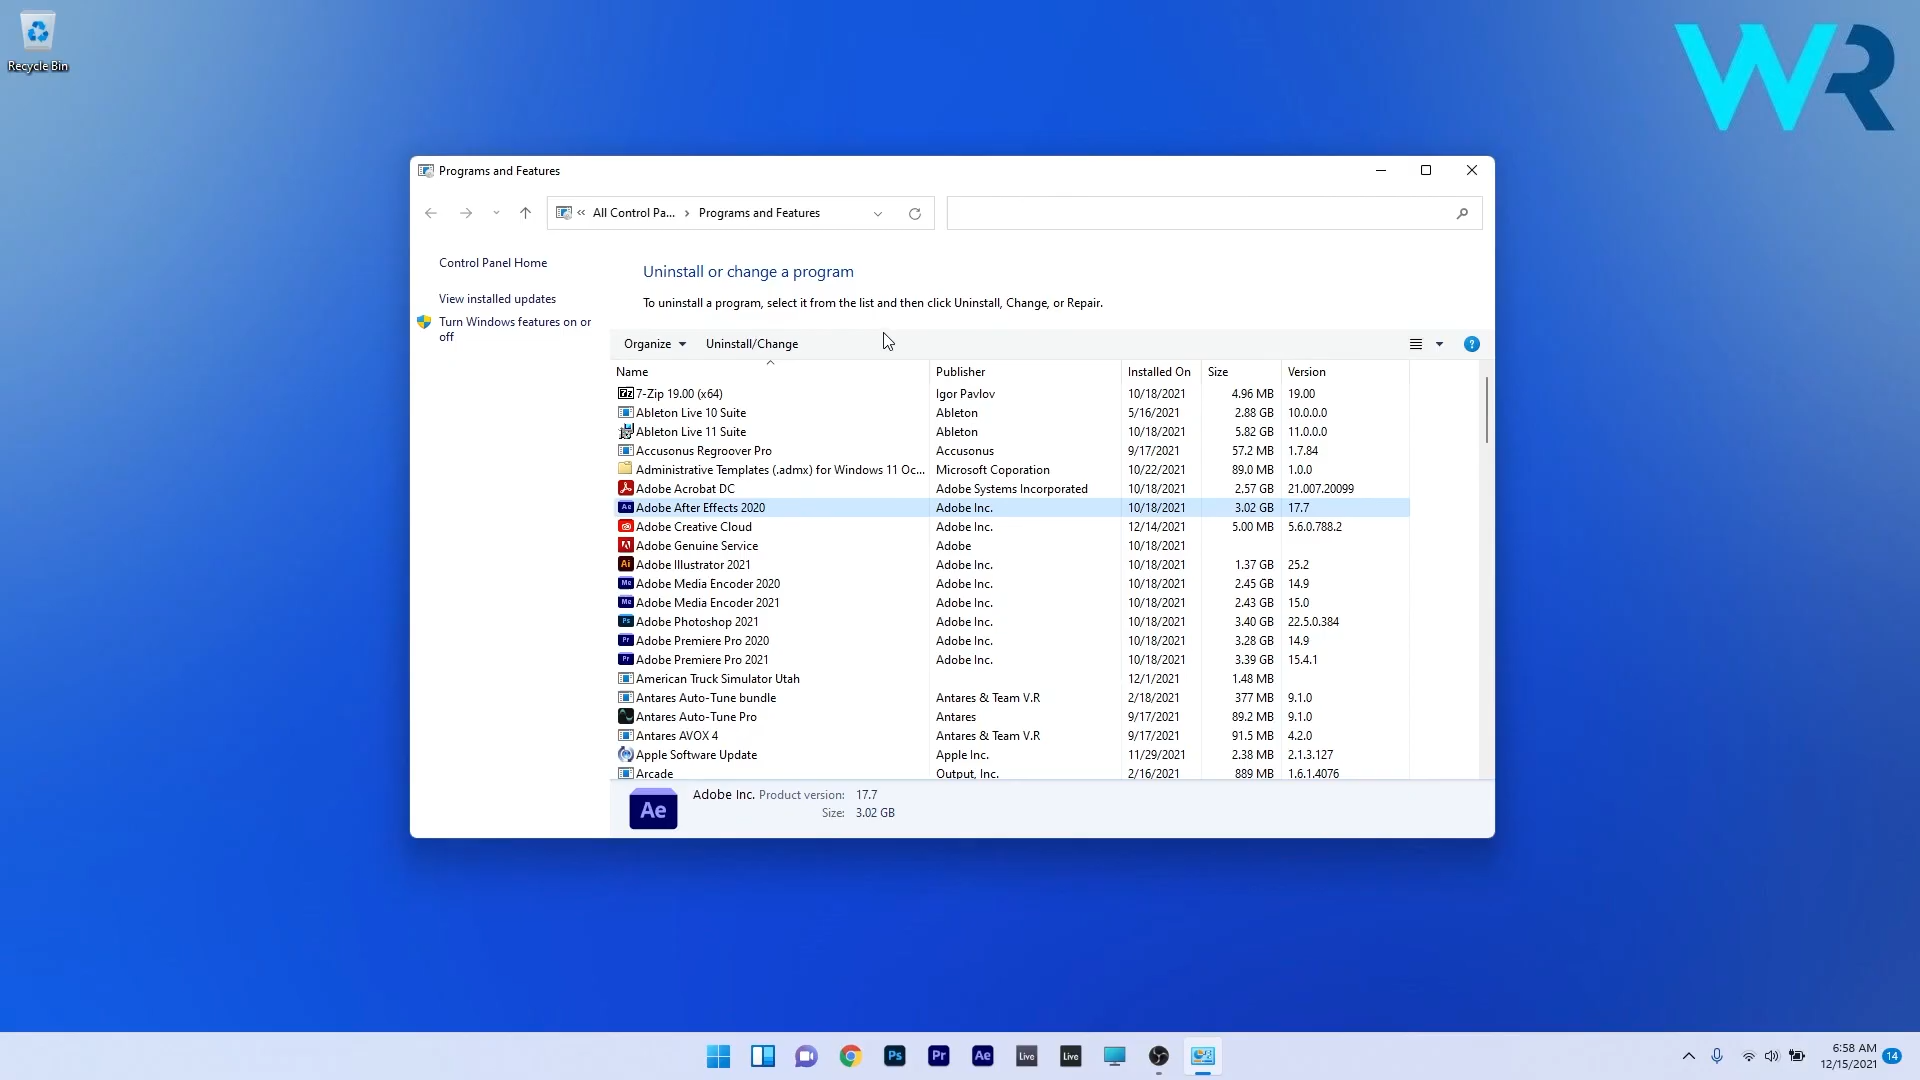 Recycle Bin
WR
Programs and Features
« All Control Pa... › Programs and Features
Control Panel Home
View installed updates
Turn Windows features on or
off
Uninstall or change a program
To uninstall a program, select it from the list and then click Uninstall, Change, or Repair.
Organize Uninstall/Change
Name Publisher Installed On Size Version
7-Zip 19.00 (x64) Igor Pavlov 10/18/2021 4.96 MB 19.00
Ableton Live 10 Suite Ableton 5/16/2021 2.88 GB 10.0.0.0
Ableton Live 11 Suite Ableton 10/18/2021 5.82 GB 11.0.0.0
Accusonus Regroover Pro Accusonus 9/17/2021 57.2 MB 1.7.84
Administrative Templates (.admx) for Windows 11 Oc... Microsoft Coporation 10/22/2021 89.0 MB 1.0.0
Adobe Acrobat DC Adobe Systems Incorporated 10/18/2021 2.57 GB 21.007.20099
Ae Adobe After Effects 2020 Adobe Inc. 10/18/2021 3.02 GB 17.7
Adobe Creative Cloud Adobe Inc. 12/14/2021 5.00 MB 5.6.0.788.2
Adobe Genuine Service Adobe 10/18/2021
Ai Adobe Illustrator 2021 Adobe Inc. 10/18/2021 1.37 GB 25.2
Me Adobe Media Encoder 2020 Adobe Inc. 10/18/2021 2.45 GB 14.9
Me Adobe Media Encoder 2021 Adobe Inc. 10/18/2021 2.43 GB 15.0
Ps Adobe Photoshop 2021 Adobe Inc. 10/18/2021 3.40 GB 22.5.0.384
Pr Adobe Premiere Pro 2020 Adobe Inc. 10/18/2021 3.28 GB 14.9
Pr Adobe Premiere Pro 2021 Adobe Inc. 10/18/2021 3.39 GB 15.4.1
American Truck Simulator Utah 12/1/2021 1.48 MB
Antares Auto-Tune bundle Antares & Team V.R 2/18/2021 377 MB 9.1.0
Antares Auto-Tune Pro Antares 9/17/2021 89.2 MB 9.1.0
Antares AVOX 4 Antares & Team V.R 9/17/2021 91.5 MB 4.2.0
Apple Software Update Apple Inc. 11/29/2021 2.38 MB 2.1.3.127
Arcade Output, Inc. 2/16/2021 889 MB 1.6.1.4076
Ae
Adobe Inc. Product version: 17.7
Size: 3.02 GB
Ps Pr Ae Live Live
6:58 AM
12/15/2021
14